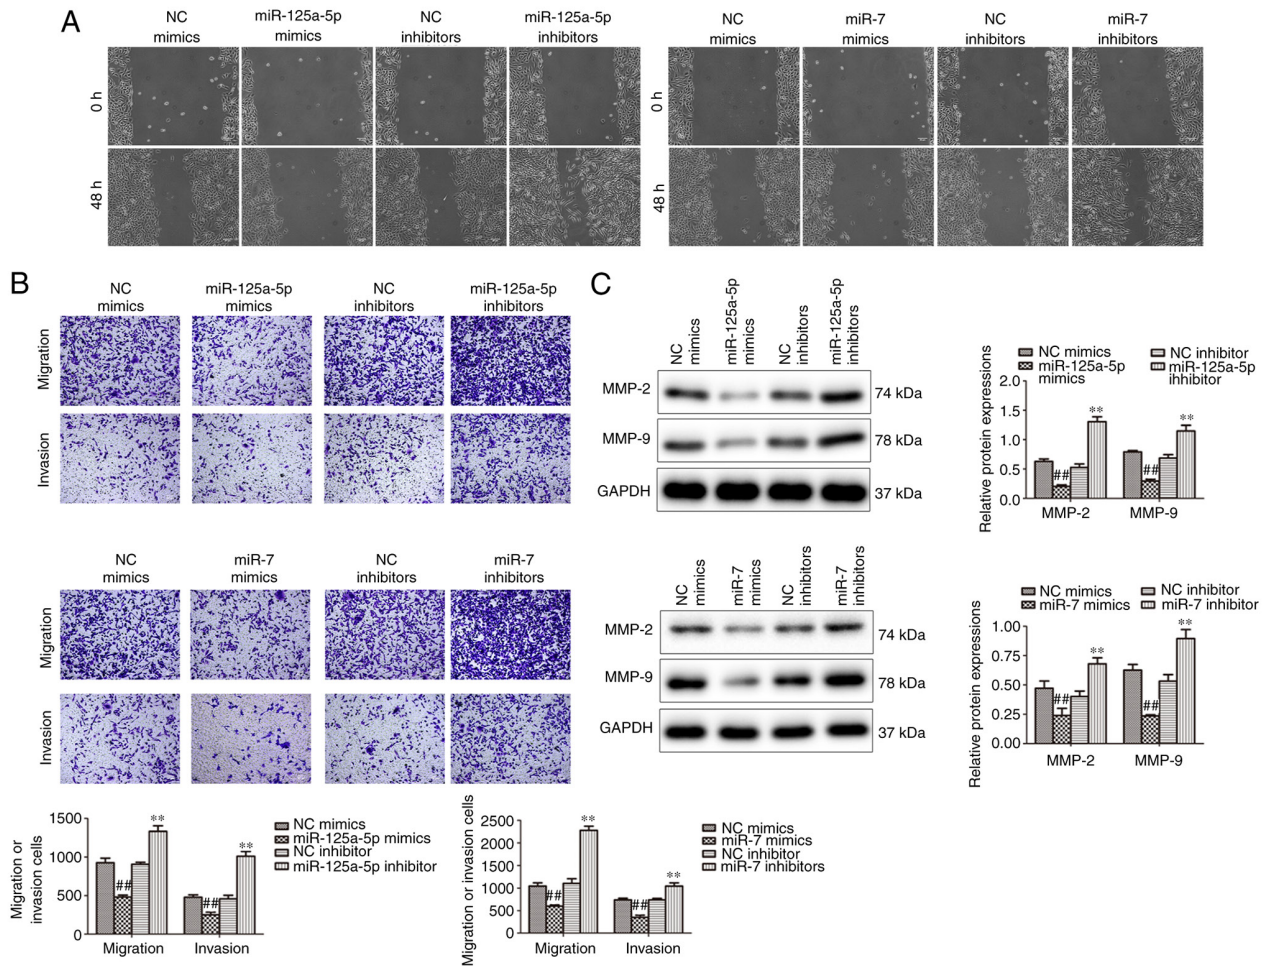 A
NC
mimics
miR-125a-5p
mimics
NC
inhibitors
miR-125a-5p
inhibitors
NC
mimics
miR-7
mimics
NC
inhibitors
miR-7
inhibitors
0 h
48 h
0 h
48 h
B
NC
mimics
miR-125a-5p
mimics
NC
inhibitors
miR-125a-5p
inhibitors
Migration
Invasion
NC
mimics
miR-7
mimics
NC
inhibitors
miR-7
inhibitors
Migration
Invasion
Migration or
invasion cells
1500
1000
500
0
##
**
##
**
Migration
Invasion
NC mimics
miR-125a-5p mimics
NC inhibitor
miR-125a-5p inhibitor
Migration or invasion cells
2500
2000
1500
1000
500
0
##
**
##
**
Migration
Invasion
NC mimics
miR-7 mimics
NC inhibitor
miR-7 inhibitors
C
NC
mimics
miR-125a-5p
mimics
NC
inhibitors
miR-125a-5p
inhibitors
MMP-2
74 kDa
MMP-9
78 kDa
GAPDH
37 kDa
NC mimics
miR-125a-5p
mimics
NC inhibitor
miR-125a-5p
inhhibitor
Relative protein expressions
2.0
1.5
1.0
0.5
0.0
##
**
##
**
MMP-2
MMP-9
NC
mimics
miR-7
mimics
NC
inhibitors
miR-7
inhibitors
MMP-2
74 kDa
MMP-9
78 kDa
GAPDH
37 kDa
NC mimics
miR-7 mimics
NC inhibitor
miR-7 inhibitor
Relative protein expressions
1.00
0.75
0.50
0.25
0.00
##
**
##
**
MMP-2
MMP-9